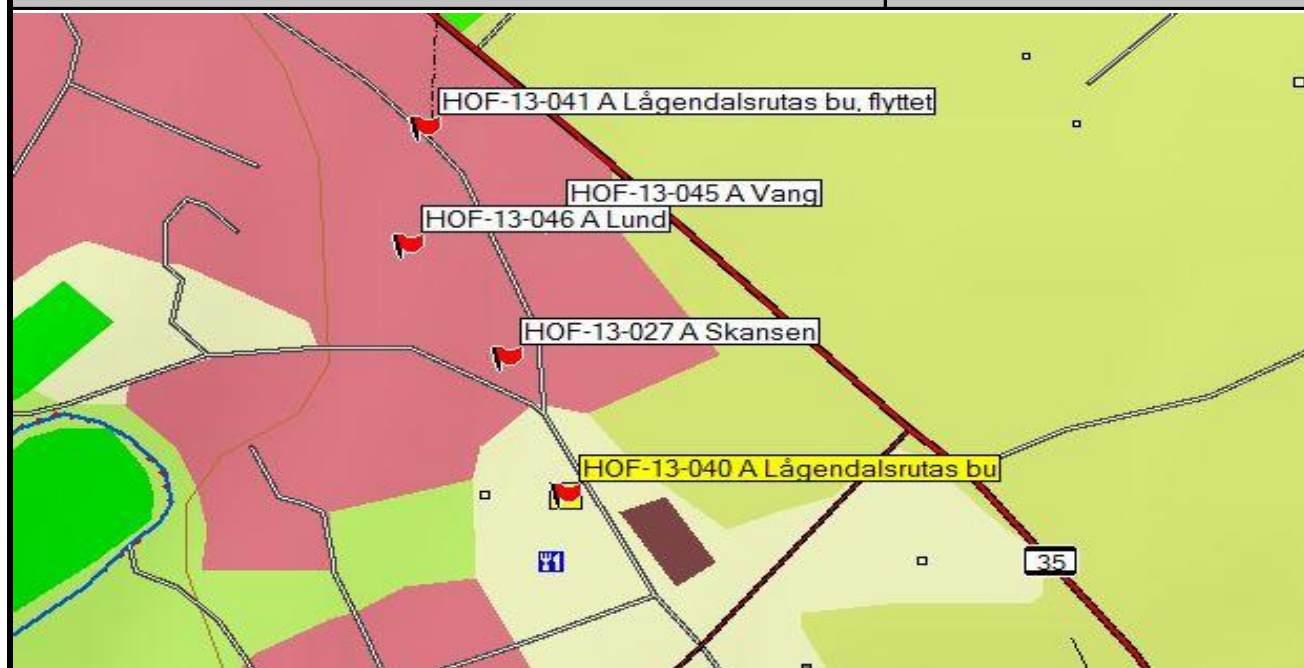 HOF-13-041 A Lågendalsrutas bu, flyttet
HOF-13-045 A Vang
HOF-13-046 A Lund
HOF-13-027 A Skansen
HOF-13-040 A Lågendalsrutas bu
35